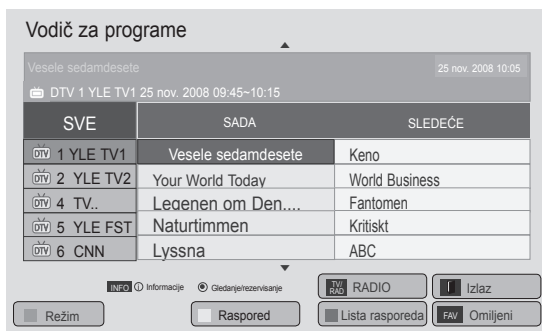 Vodič za programe
Vesele sedamdesete 25 nov. 2008 10:05
DTV 1 YLE TV1 25 nov. 2008 09:45~10:15
SVE SADA SLEDEĆE
DTV 1 YLE TV1 Vesele sedamdesete Keno
DTV 2 YLE TV2 Your World Today World Business
DTV 4 TV.. Legenen om Den.... Fantomen
DTV 5 YLE FST Naturtimmen Kritiskt
DTV 6 CNN Lyssna ABC
INFO i Informacije Gledanje/rezervisanje TV/RAD RADIO Izlaz
Režim Raspored Lista rasporeda FAV Omiljeni